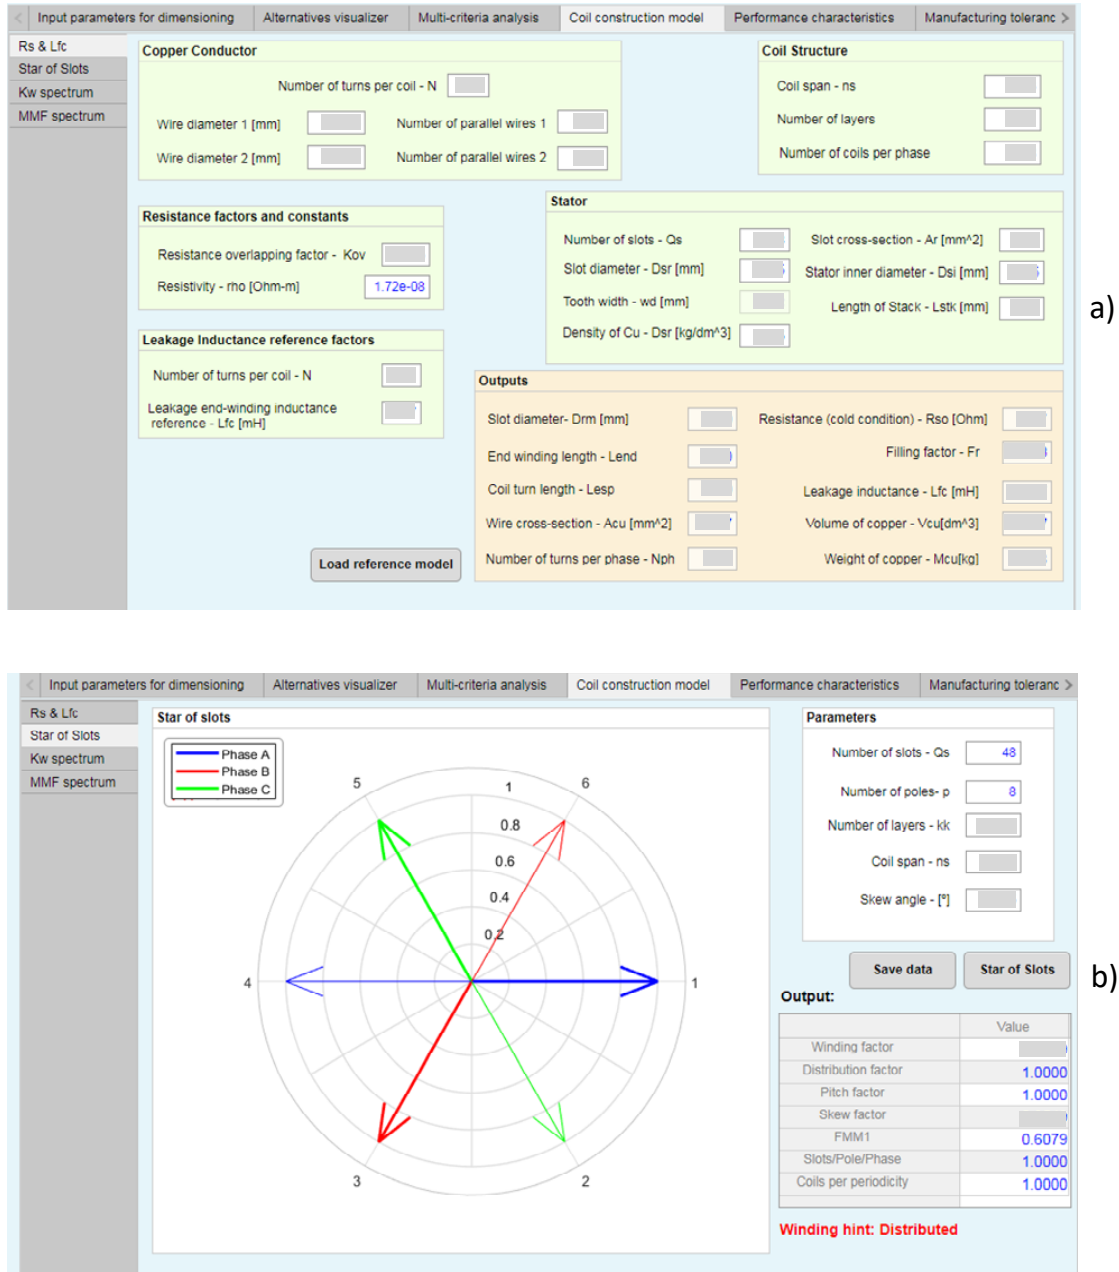 < Input parameters for dimensioning Alternatives visualizer Multi-criteria analysis Coil construction model Performance characteristics Manufacturing toleranc >
Rs & Lfc
Star of Slots
Kw spectrum
MMF spectrum
Copper Conductor
Number of turns per coil - N
Wire diameter 1 [mm] Number of parallel wires 1
Wire diameter 2 [mm] Number of parallel wires 2
Coil Structure
Coil span - ns
Number of layers
Number of coils per phase
Resistance factors and constants
Resistance overlapping factor - Kov
Resistivity - rho [Ohm-m] 1.72e-08
Stator
Number of slots - Qs Slot cross-section - Ar [mm^2]
Slot diameter - Dsr [mm] Stator inner diameter - Dsi [mm]
Tooth width - wd [mm] Length of Stack - Lstk [mm]
Density of Cu - Dsr [kg/dm^3]
a)
Leakage Inductance reference factors
Number of turns per coil - N
Leakage end-winding inductance
reference - Lfc [mH]
Outputs
Slot diameter- Drm [mm] Resistance (cold condition) - Rso [Ohm]
End winding length - Lend Filling factor - Fr
Coil turn length - Lesp Leakage inductance - Lfc [mH]
Wire cross-section - Acu [mm^2] Volume of copper - Vcu[dm^3]
Number of turns per phase - Nph Weight of copper - Mcu[kg]
Load reference model
< Input parameters for dimensioning Alternatives visualizer Multi-criteria analysis Coil construction model Performance characteristics Manufacturing toleranc >
Rs & Lfc
Star of Slots
Kw spectrum
MMF spectrum
Star of slots
Phase A
Phase B
Phase C
5 1 6
0.8
0.6
0.4
0.2
4 1
3 2
Parameters
Number of slots - Qs 48
Number of poles- p 8
Number of layers - kk
Coil span - ns
Skew angle - [º]
Save data Star of Slots
b)
Output:
Value
Winding factor
Distribution factor 1.0000
Pitch factor 1.0000
Skew factor
FMM1 0.6079
Slots/Pole/Phase 1.0000
Coils per periodicity 1.0000
Winding hint: Distributed